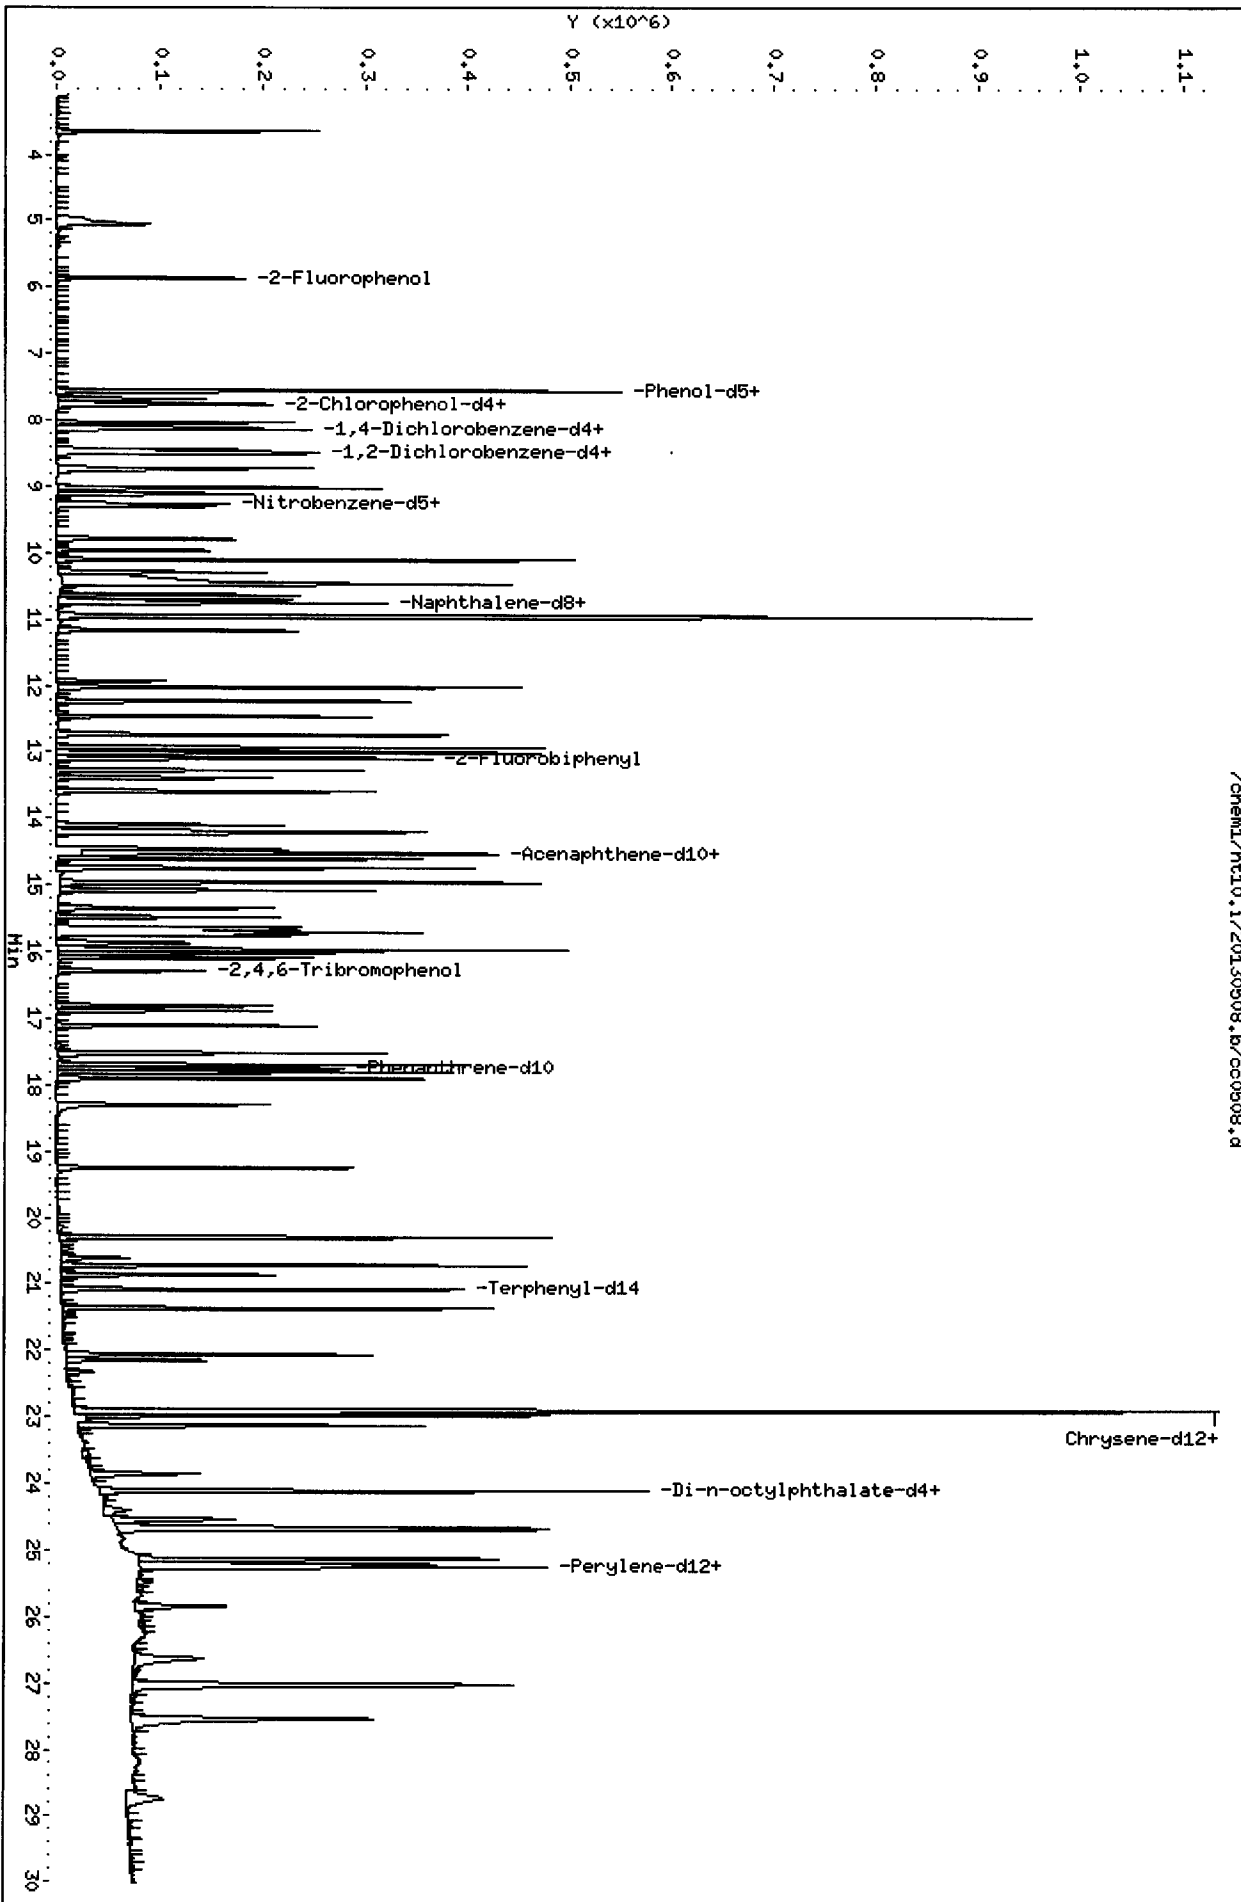 /chem1/nt10.i/20130508.b/cc0508.d
Y (x10^6)
0.0
0.1
0.2
0.3
0.4
0.5
0.6
0.7
0.8
0.9
1.0
1.1
4
5
6
7
8
9
10
11
12
13
14
15
16
17
18
19
20
21
22
23
24
25
26
27
28
29
30
Min
-2-Fluorophenol
-Phenol-d5+
-2-Chlorophenol-d4+
-1,4-Dichlorobenzene-d4+
-1,2-Dichlorobenzene-d4+
-Nitrobenzene-d5+
-Naphthalene-d8+
-2-Fluorobiphenyl
-Acenaphthene-d10+
-2,4,6-Tribromophenol
-Phenanthrene-d10
-Terphenyl-d14
Chrysene-d12+
-Di-n-octylphthalate-d4+
-Perylene-d12+